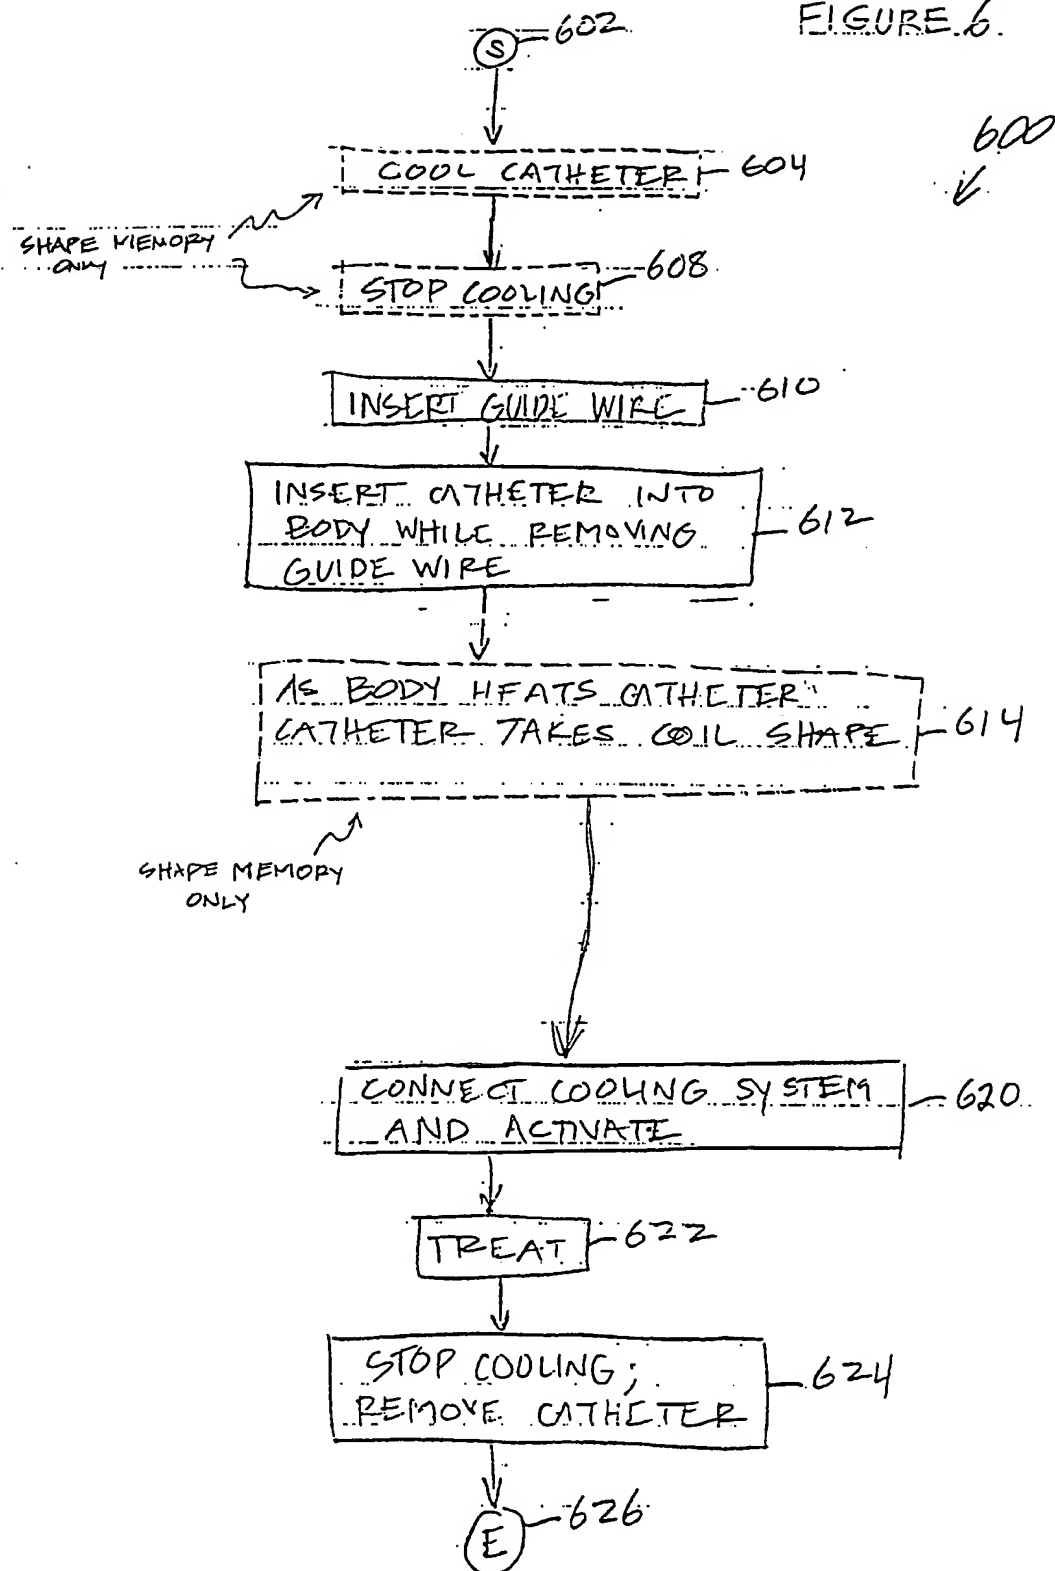 FIGURE 6.
S 602
600
COOL CATHETER 604
SHAPE MEMORY
ONLY
STOP COOLING 608
INSERT GUIDE WIRE 610
INSERT CATHETER INTO
BODY WHILE REMOVING 612
GUIDE WIRE
AS BODY HEATS CATHETER
CATHETER TAKES COIL SHAPE 614
SHAPE MEMORY
ONLY
CONNECT COOLING SYSTEM 620
AND ACTIVATE
TREAT 622
STOP COOLING; 624
REMOVE CATHETER
E 626